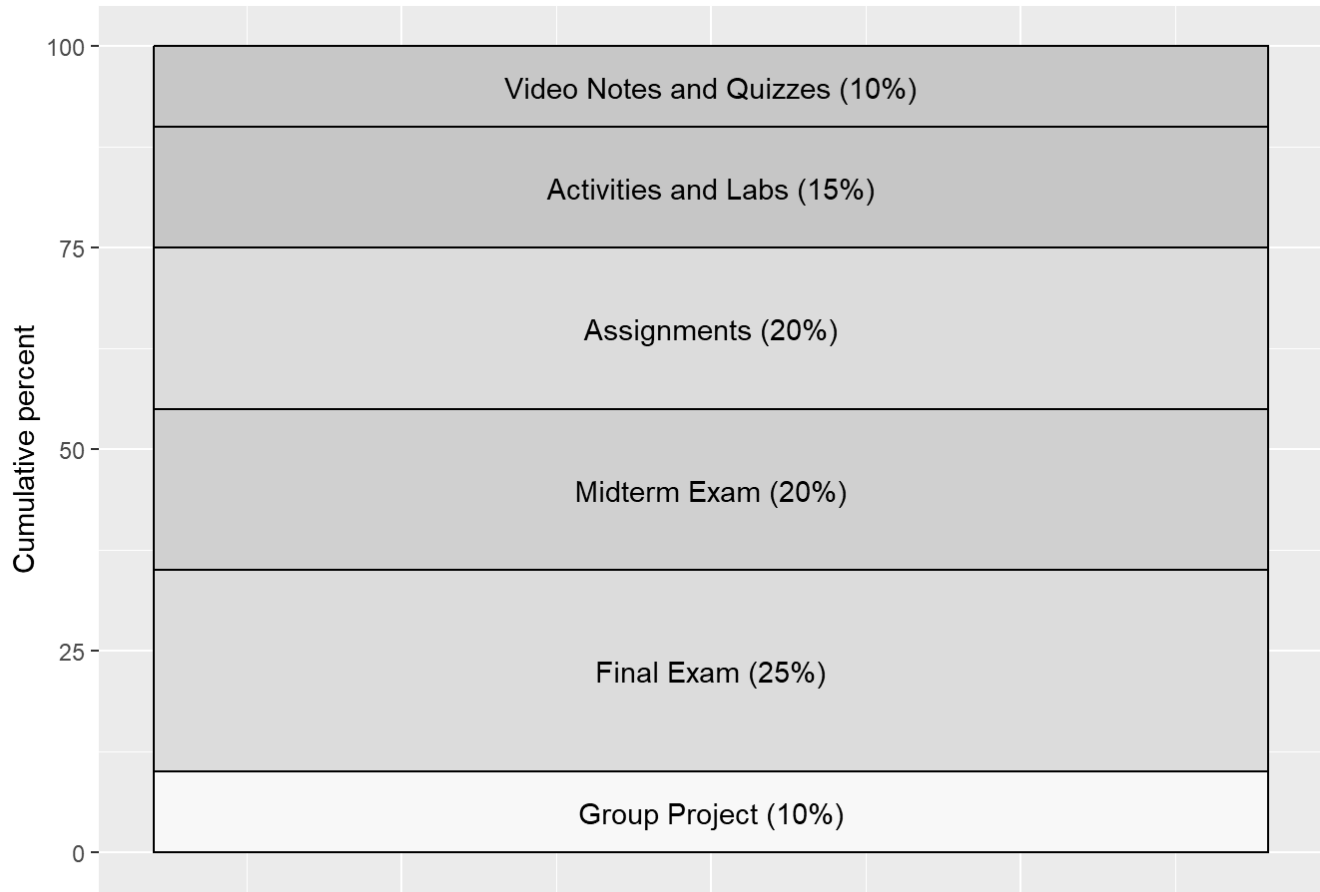 100
Video Notes and Quizzes (10%)
Activities and Labs (15%)
75
Assignments (20%)
Cumulative percent
50
Midterm Exam (20%)
25
Final Exam (25%)
Group Project (10%)
0